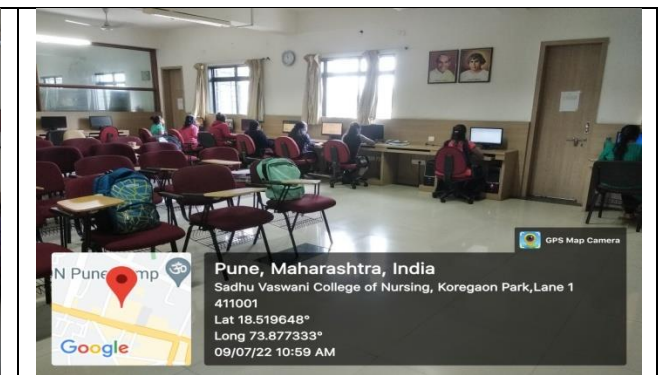 GPS Map Camera
N Pune
mp
Google
Pune, Maharashtra, India
Sadhu Vaswani College of Nursing, Koregaon Park,Lane 1
411001
Lat 18.519648°
Long 73.877333°
09/07/22 10:59 AM